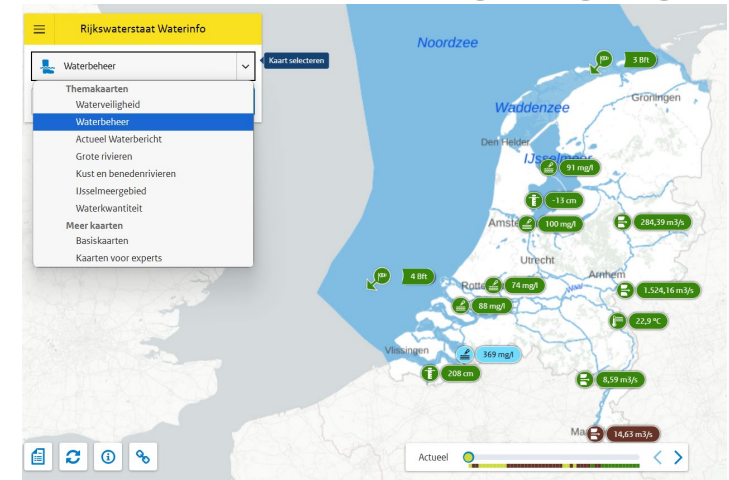 Rijkswaterstaat Waterinfo
Waterbeheer
Kaart selecteren
Themakaarten
Waterveiligheid
Waterbeheer
Actueel Waterbericht
Grote rivieren
Kust en benedenrivieren
IJsselmeergebied
Waterkwantiteit
Meer kaarten
Basiskaarten
Kaarten voor experts
Noordzee
3 Bft
Groningen
Waddenzee
Den Helder
91 mg/l
-13 cm
100 mg/l
284,39 m3/s
Utrecht
Arnhem
4 Bft
74 mg/l
1.524,16 m3/s
88 mg/l
22,9 °C
Vlissingen
369 mg/l
208 cm
8,59 m3/s
14,63 m3/s
Actueel